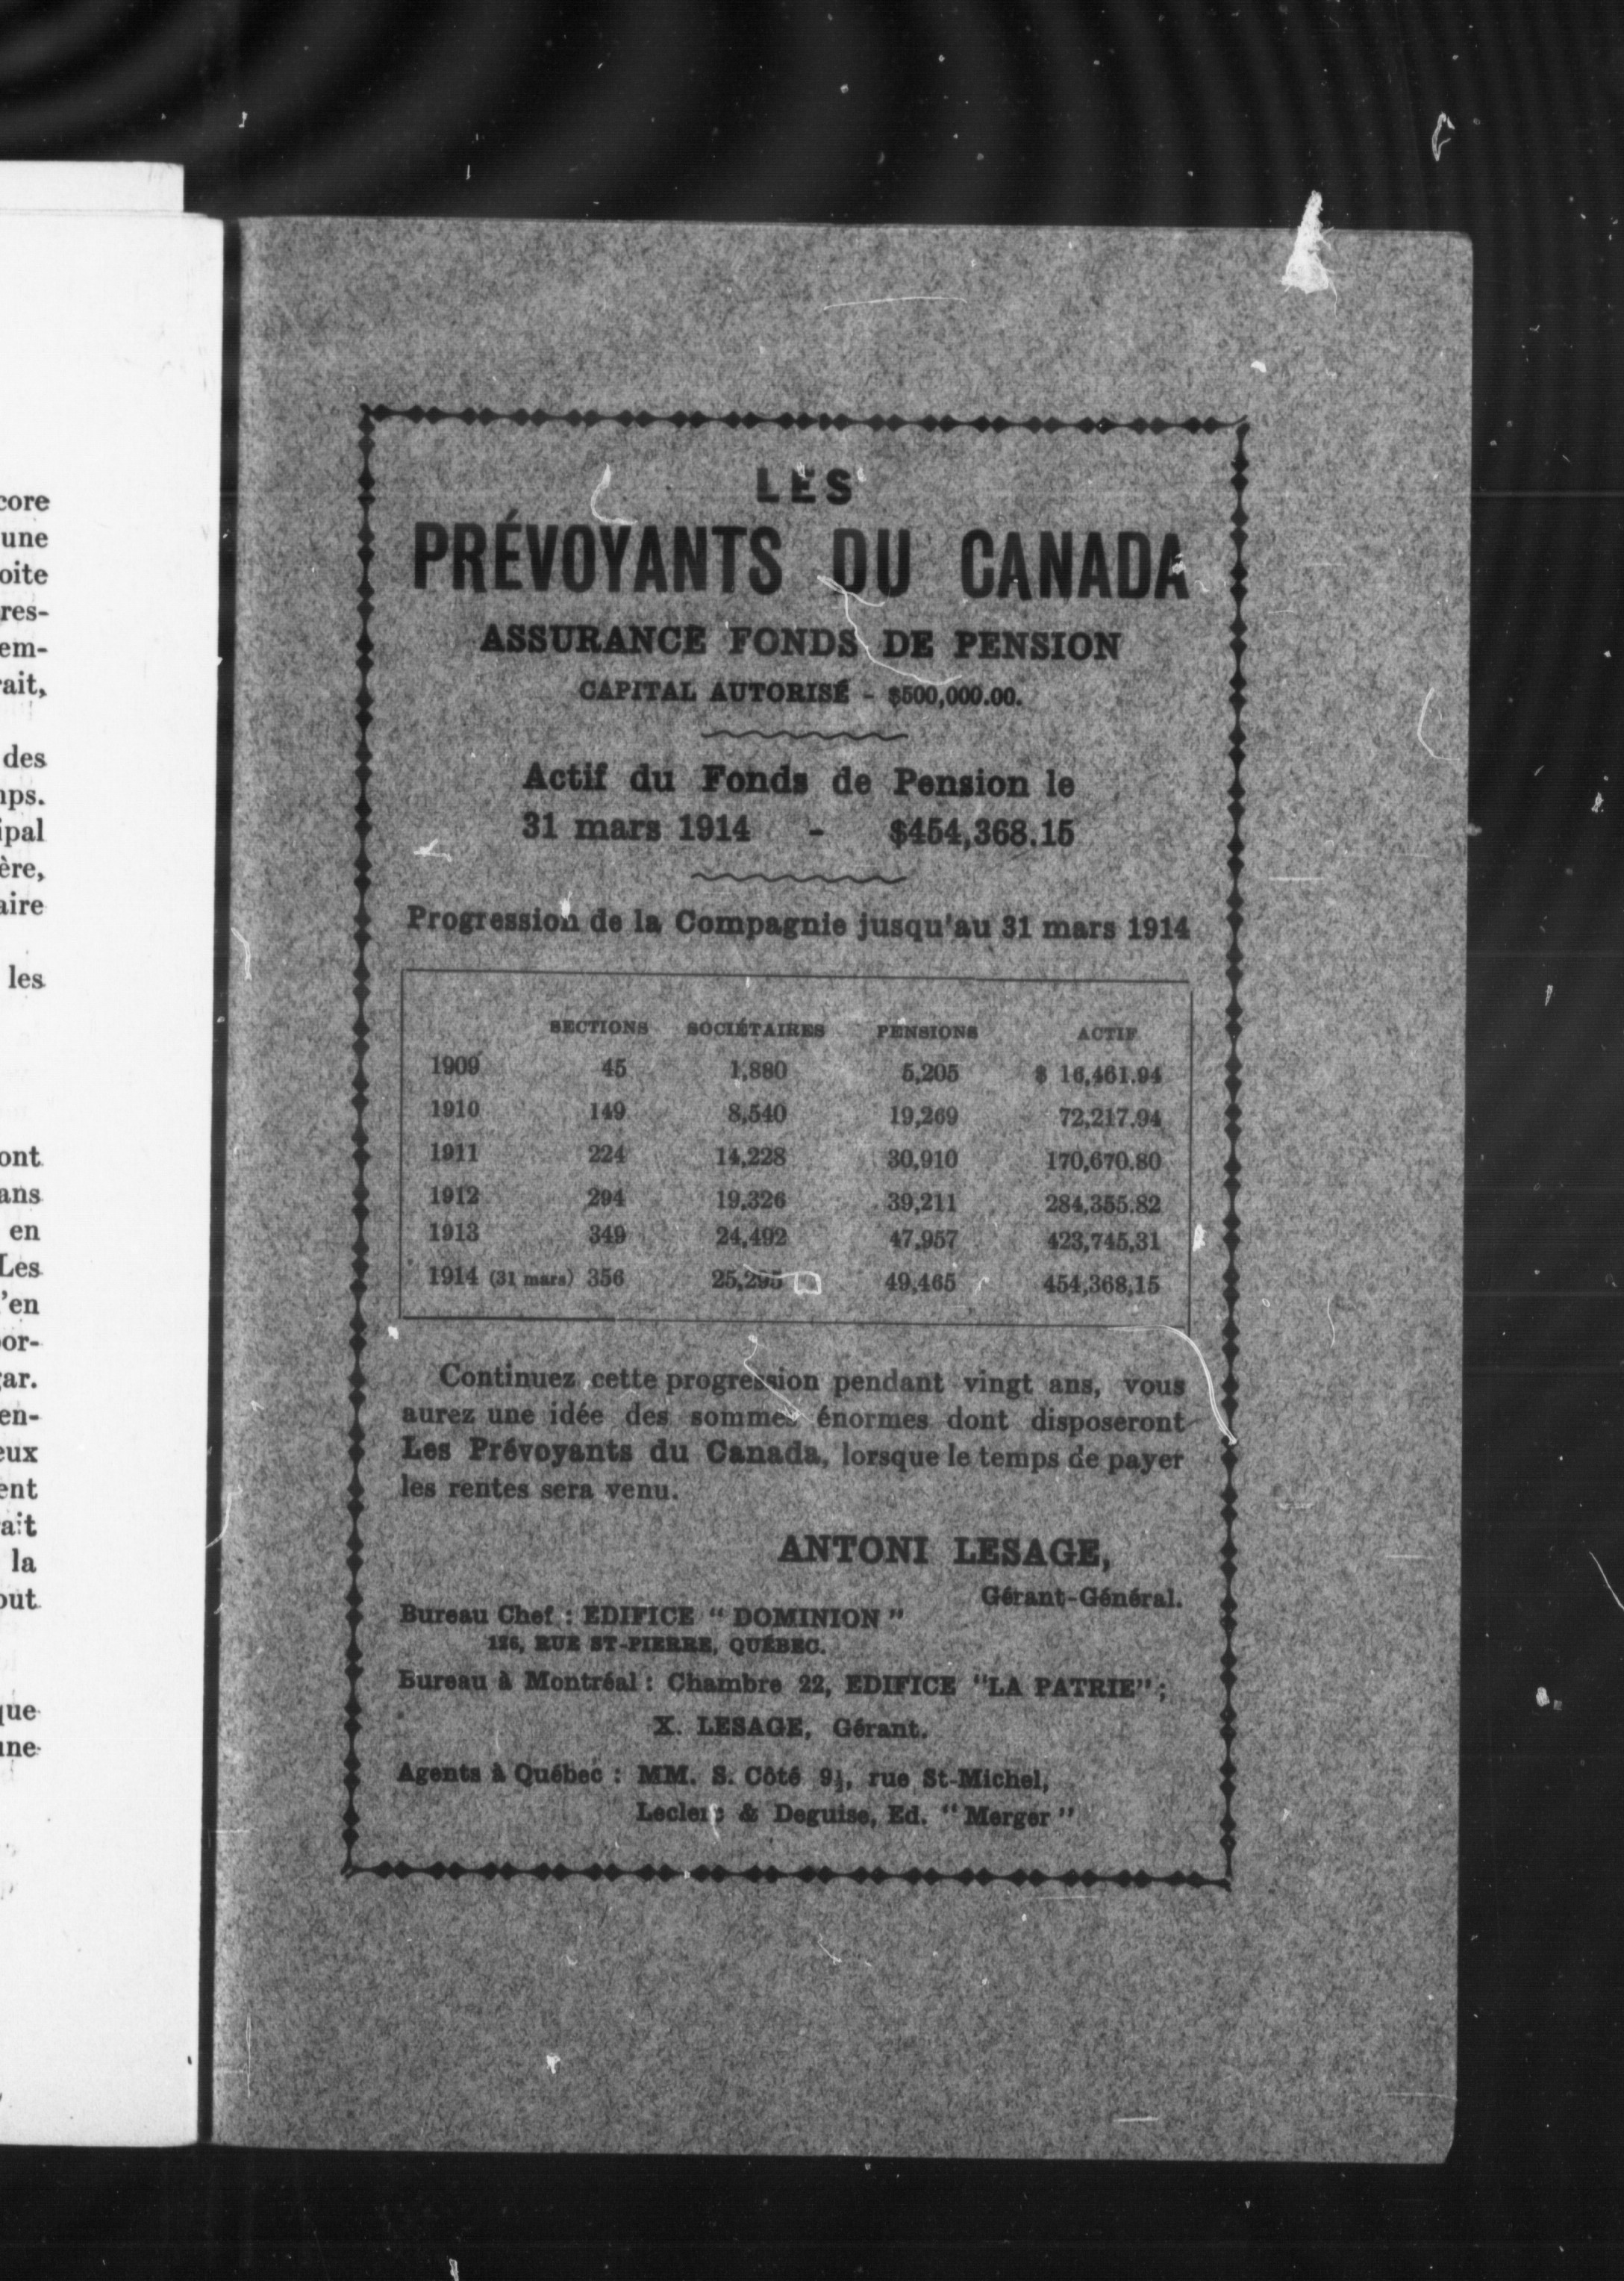 core
une
oite
res-
em-
ait,
des
mps.
ipal
ère,
aire
les
ont
ans
en
Les
'en
por-
gar.
en-
eux
ent
ait
la
out
que
une
LES
PRÉVOYANTS DU CANADA
ASSURANCE FONDS DE PENSION
CAPITAL AUTORISÉ - $500,000.00.
Actif du Fonds de Pension le
31 mars 1914 - $454,368.15
Progression de la Compagnie jusqu'au 31 mars 1914
SECTIONS SOCIÉTAIRES PENSIONS ACTIF
1909 45 1,880 5,205 $ 16,461.94
1910 149 8,540 19,269 72,217.94
1911 224 14,228 30,910 170,670.80
1912 294 19,326 39,211 284,355.82
1913 349 24,492 47,957 423,745,31
1914 (31 mars) 356 25,295 49,465 454,368,15
Continuez cette progression pendant vingt ans, vous
aurez une idée des sommes énormes dont disposeront
Les Prévoyants du Canada, lorsque le temps de payer
les rentes sera venu.
ANTONI LESAGE,
Gérant-Général.
Bureau Chef : EDIFICE " DOMINION "
126, RUE ST-PIERRE, QUÉBEC.
Bureau à Montréal : Chambre 22, EDIFICE "LA PATRIE" ;
X. LESAGE, Gérant.
Agents à Québec : MM. S. Côté 9½, rue St-Michel,
Leclerc & Deguise, Ed. " Merger "